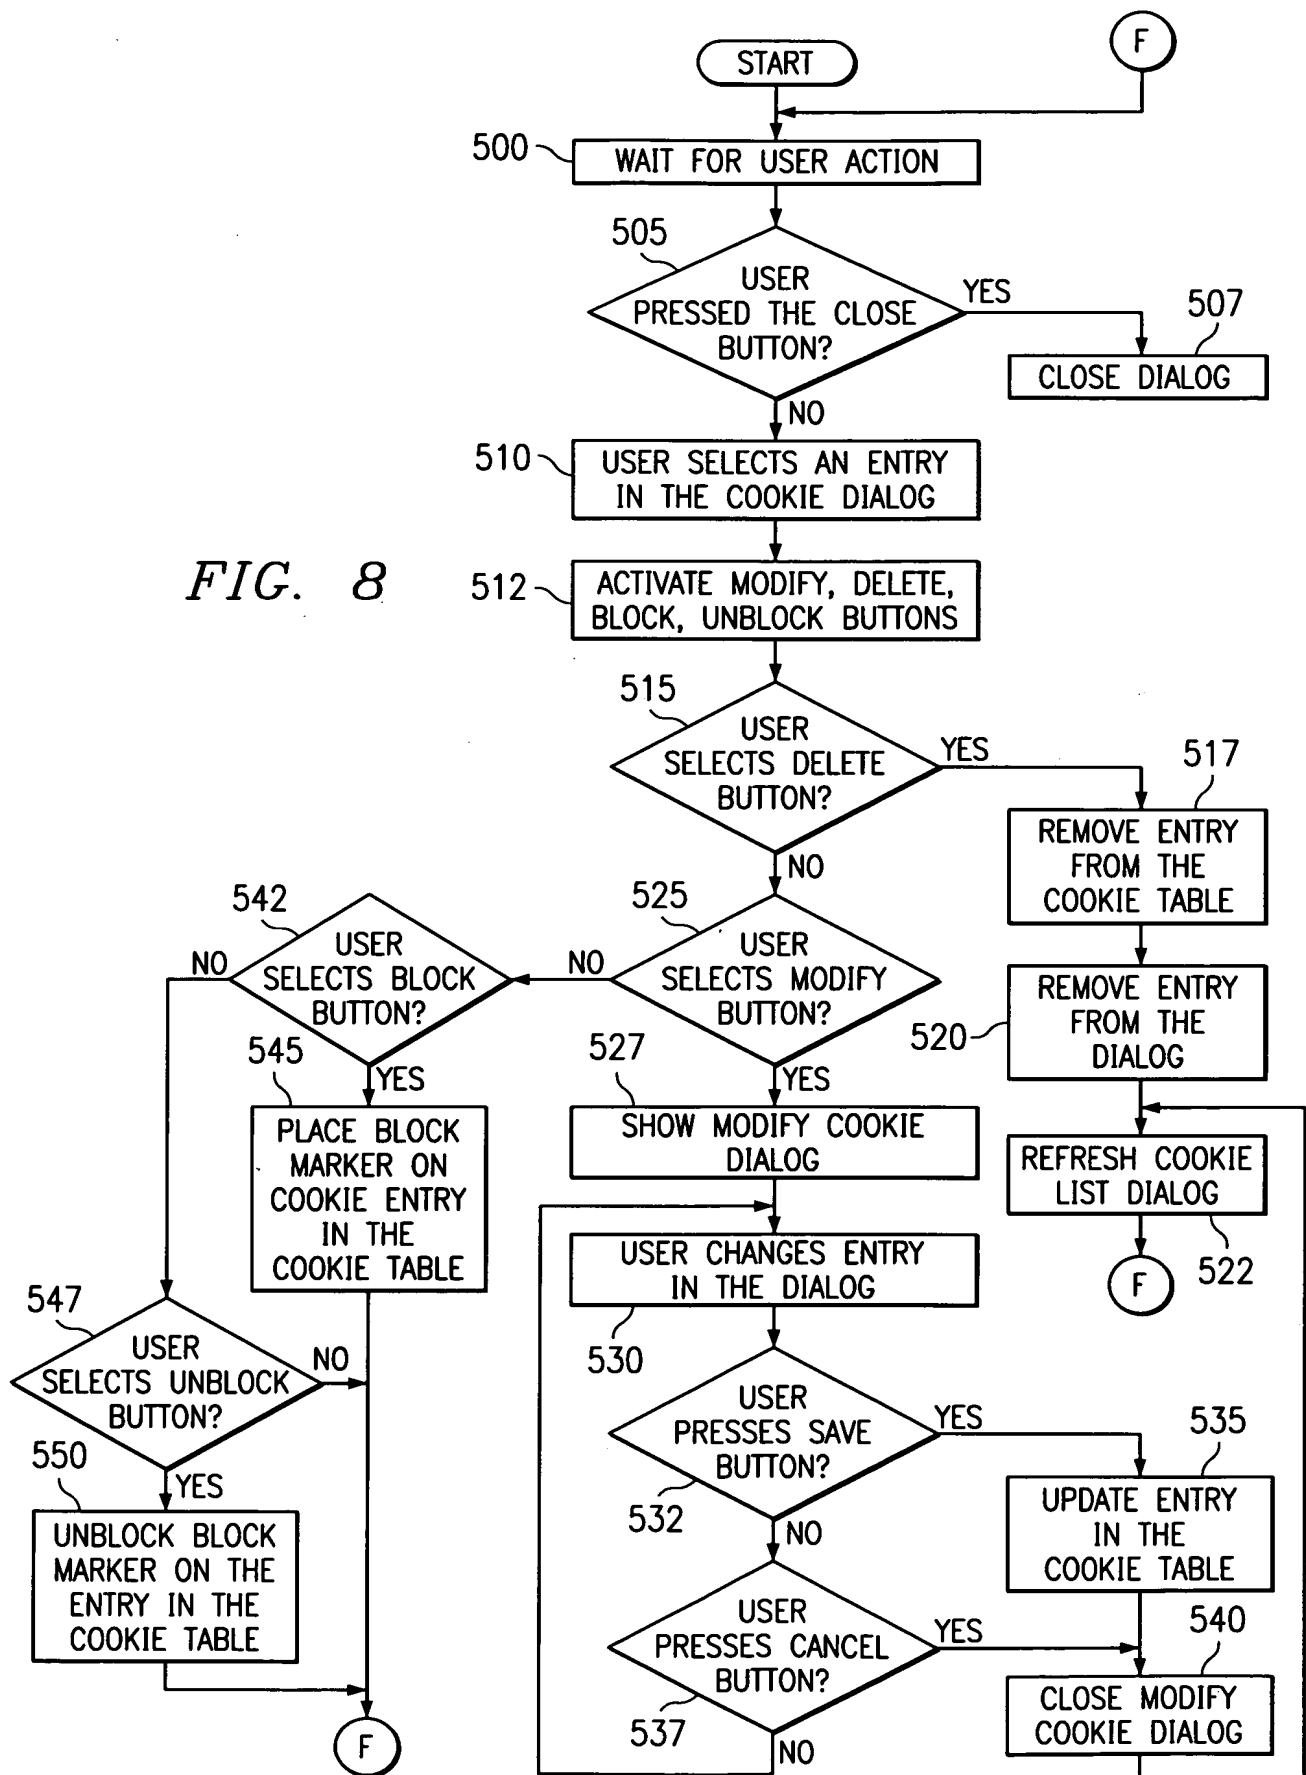 F
START
500
WAIT FOR USER ACTION
505
USER
PRESSED THE CLOSE
BUTTON?
YES
507
CLOSE DIALOG
NO
510
USER SELECTS AN ENTRY
IN THE COOKIE DIALOG
FIG. 8
512
ACTIVATE MODIFY, DELETE,
BLOCK, UNBLOCK BUTTONS
515
USER
SELECTS DELETE
BUTTON?
YES
517
REMOVE ENTRY
FROM THE
COOKIE TABLE
NO
525
USER
SELECTS MODIFY
BUTTON?
NO
542
USER
SELECTS BLOCK
BUTTON?
NO
520
REMOVE ENTRY
FROM THE
DIALOG
545
YES
PLACE BLOCK
MARKER ON
COOKIE ENTRY
IN THE
COOKIE TABLE
527
YES
SHOW MODIFY COOKIE
DIALOG
REFRESH COOKIE
LIST DIALOG
522
F
USER CHANGES ENTRY
IN THE DIALOG
530
547
USER
SELECTS UNBLOCK
BUTTON?
NO
USER
PRESSES SAVE
BUTTON?
532
YES
535
UPDATE ENTRY
IN THE
COOKIE TABLE
550
YES
UNBLOCK BLOCK
MARKER ON THE
ENTRY IN THE
COOKIE TABLE
NO
USER
PRESSES CANCEL
BUTTON?
537
YES
540
CLOSE MODIFY
COOKIE DIALOG
NO
F